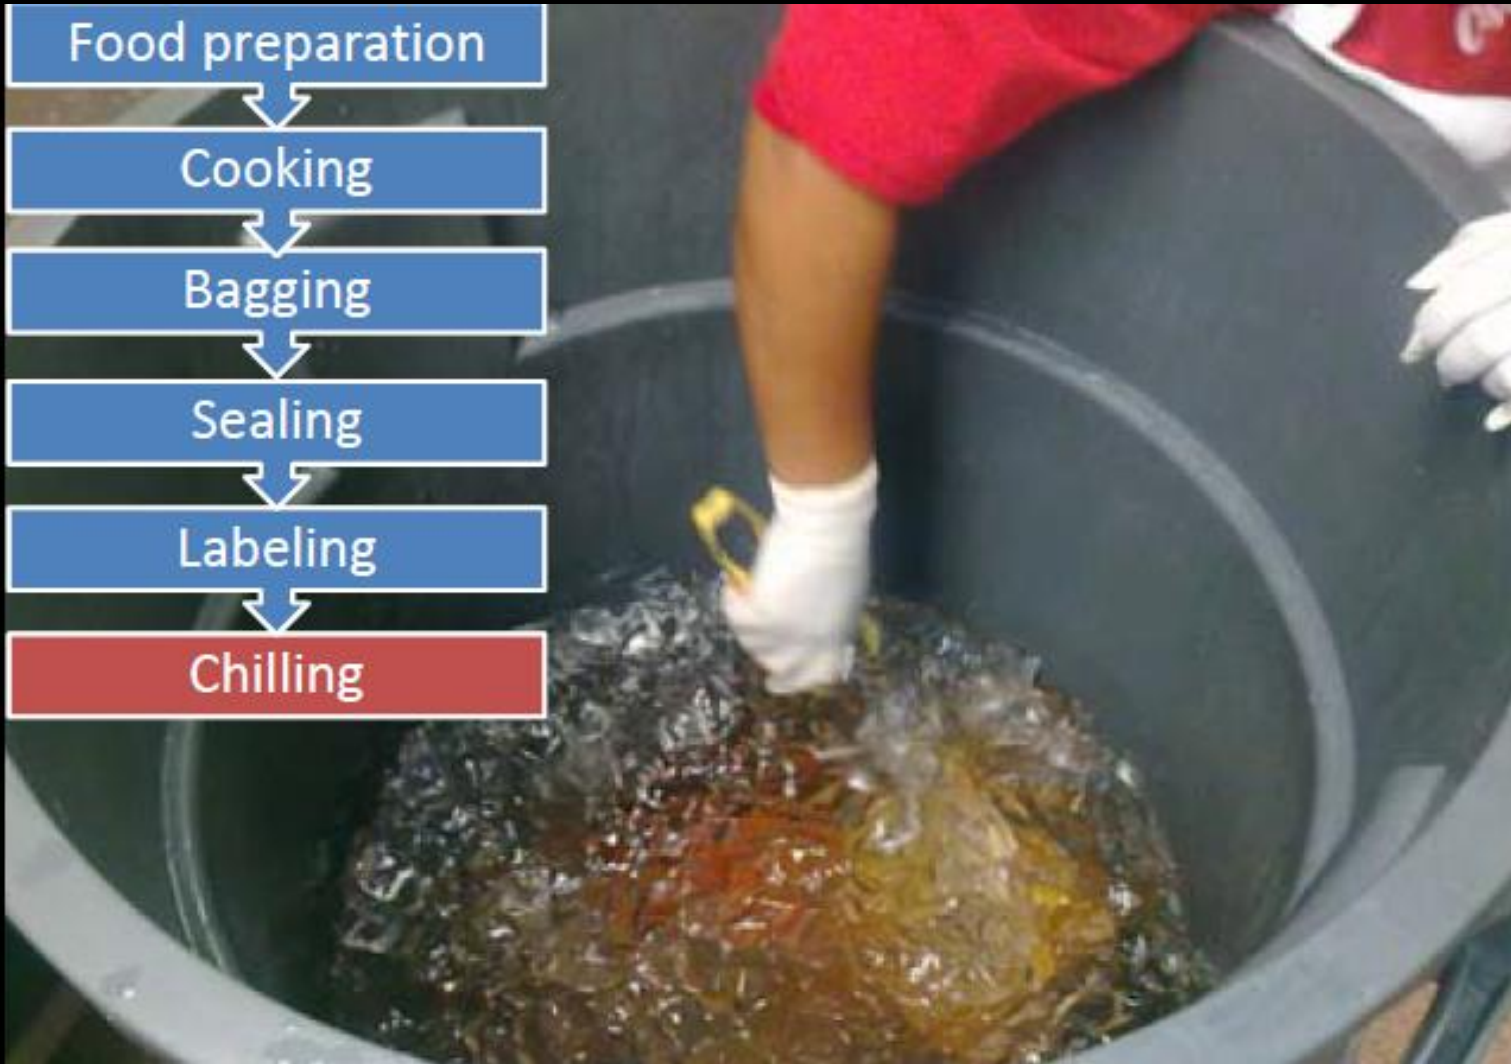 Food preparation
Cooking
Bagging
Sealing
Labeling
Chilling